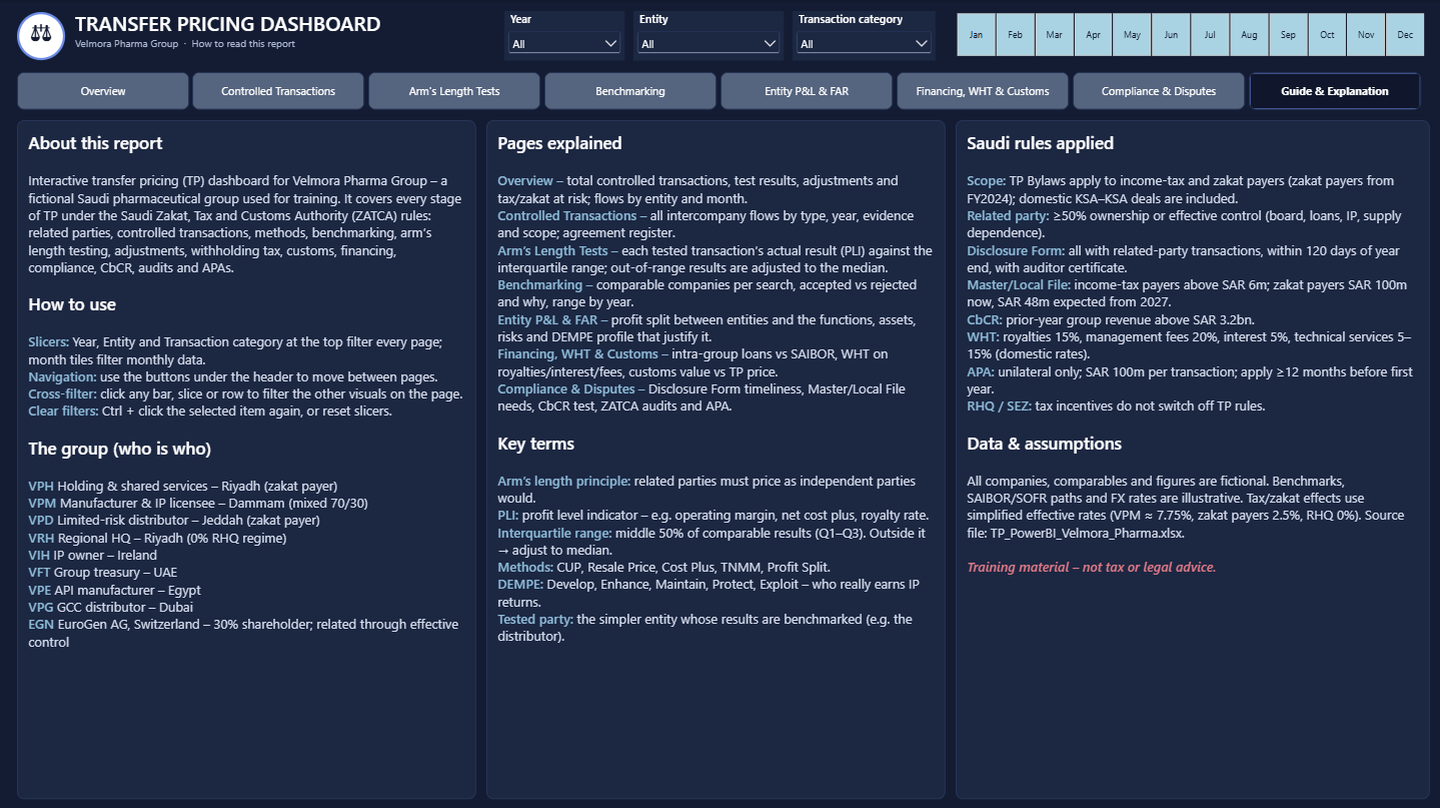 TRANSFER PRICING DASHBOARD
Velmora Pharma Group · How to read this report
Year
All
Entity
All
Transaction category
All
Jan Feb Mar Apr May Jun Jul Aug Sep Oct Nov Dec
Overview
Controlled Transactions
Arm's Length Tests
Benchmarking
Entity P&L & FAR
Financing, WHT & Customs
Compliance & Disputes
Guide & Explanation
About this report
Interactive transfer pricing (TP) dashboard for Velmora Pharma Group – a
fictional Saudi pharmaceutical group used for training. It covers every stage
of TP under the Saudi Zakat, Tax and Customs Authority (ZATCA) rules:
related parties, controlled transactions, methods, benchmarking, arm's
length testing, adjustments, withholding tax, customs, financing,
compliance, CbCR, audits and APAs.
How to use
Slicers: Year, Entity and Transaction category at the top filter every page;
month tiles filter monthly data.
Navigation: use the buttons under the header to move between pages.
Cross-filter: click any bar, slice or row to filter the other visuals on the page.
Clear filters: Ctrl + click the selected item again, or reset slicers.
The group (who is who)
VPH Holding & shared services – Riyadh (zakat payer)
VPM Manufacturer & IP licensee – Dammam (mixed 70/30)
VPD Limited-risk distributor – Jeddah (zakat payer)
VRH Regional HQ – Riyadh (0% RHQ regime)
VIH IP owner – Ireland
VFT Group treasury – UAE
VPE API manufacturer – Egypt
VPG GCC distributor – Dubai
EGN EuroGen AG, Switzerland – 30% shareholder; related through effective
control
Pages explained
Overview – total controlled transactions, test results, adjustments and
tax/zakat at risk; flows by entity and month.
Controlled Transactions – all intercompany flows by type, year, evidence
and scope; agreement register.
Arm's Length Tests – each tested transaction's actual result (PLI) against the
interquartile range; out-of-range results are adjusted to the median.
Benchmarking – comparable companies per search, accepted vs rejected
and why, range by year.
Entity P&L & FAR – profit split between entities and the functions, assets,
risks and DEMPE profile that justify it.
Financing, WHT & Customs – intra-group loans vs SAIBOR, WHT on
royalties/interest/fees, customs value vs TP price.
Compliance & Disputes – Disclosure Form timeliness, Master/Local File
needs, CbCR test, ZATCA audits and APA.
Key terms
Arm's length principle: related parties must price as independent parties
would.
PLI: profit level indicator – e.g. operating margin, net cost plus, royalty rate.
Interquartile range: middle 50% of comparable results (Q1–Q3). Outside it
→ adjust to median.
Methods: CUP, Resale Price, Cost Plus, TNMM, Profit Split.
DEMPE: Develop, Enhance, Maintain, Protect, Exploit – who really earns IP
returns.
Tested party: the simpler entity whose results are benchmarked (e.g. the
distributor).
Saudi rules applied
Scope: TP Bylaws apply to income-tax and zakat payers (zakat payers from
FY2024); domestic KSA–KSA deals are included.
Related party: ≥50% ownership or effective control (board, loans, IP, supply
dependence).
Disclosure Form: all with related-party transactions, within 120 days of year
end, with auditor certificate.
Master/Local File: income-tax payers above SAR 6m; zakat payers SAR 100m
now, SAR 48m expected from 2027.
CbCR: prior-year group revenue above SAR 3.2bn.
WHT: royalties 15%, management fees 20%, interest 5%, technical services 5–
15% (domestic rates).
APA: unilateral only; SAR 100m per transaction; apply ≥12 months before first
year.
RHQ / SEZ: tax incentives do not switch off TP rules.
Data & assumptions
All companies, comparables and figures are fictional. Benchmarks,
SAIBOR/SOFR paths and FX rates are illustrative. Tax/zakat effects use
simplified effective rates (VPM ≈ 7.75%, zakat payers 2.5%, RHQ 0%). Source
file: TP_PowerBI_Velmora_Pharma.xlsx.
Training material – not tax or legal advice.